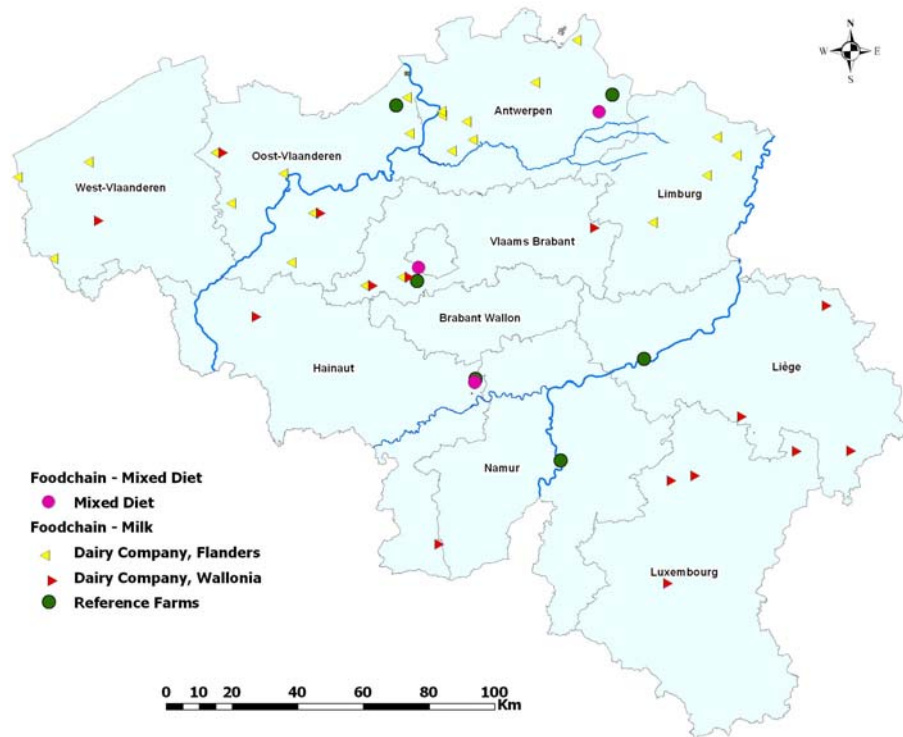 N
W E
S
Antwerpen
Oost-Vlaanderen
West-Vlaanderen
Limburg
Vlaams Brabant
Brabant Wallon
Hainaut
Liège
Namur
Luxembourg
Foodchain - Mixed Diet
Mixed Diet
Foodchain - Milk
Dairy Company, Flanders
Dairy Company, Wallonia
Reference Farms
0 10 20 40 60 80 100
Km